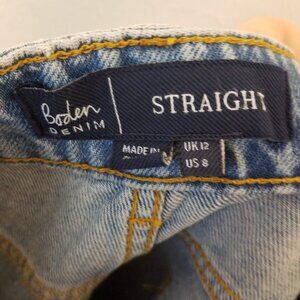 Boden
DENIM
STRAIGHT
MADE IN
UK 12
US 8